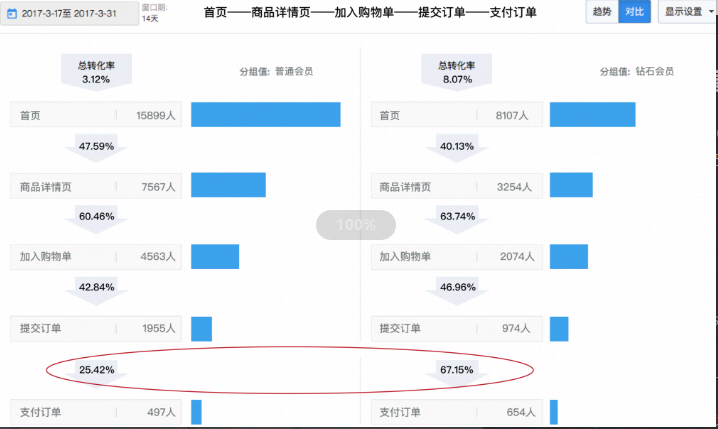 2017-3-17至 2017-3-31
窗口期:
14天
首页——商品详情页——加入购物单——提交订单——支付订单
趋势
对比
显示设置
总转化率
3.12%
分组值: 普通会员
首页 15899人
47.59%
商品详情页 7567人
60.46%
加入购物单 4563人
42.84%
提交订单 1955人
25.42%
支付订单 497人
100%
总转化率
8.07%
分组值: 钻石会员
首页 8107人
40.13%
商品详情页 3254人
63.74%
加入购物单 2074人
46.96%
提交订单 974人
67.15%
支付订单 654人